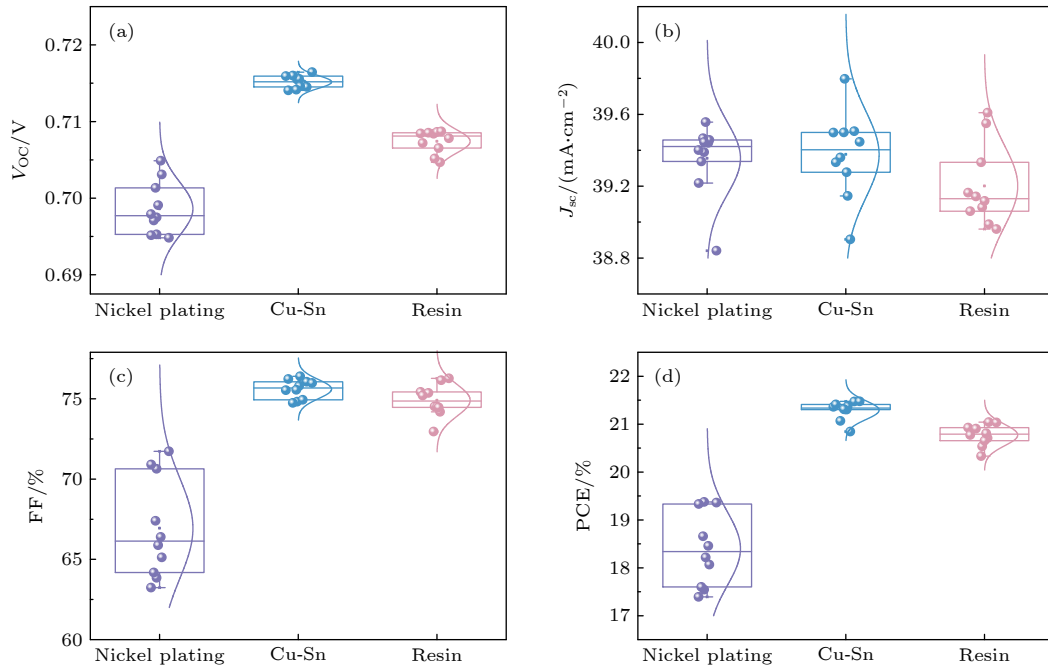 (a)
0.72
0.71
0.70
0.69
V_OC/V
Nickel plating
Cu-Sn
Resin
(b)
40.0
39.6
39.2
38.8
J_sc/(mA·cm⁻²)
Nickel plating
Cu-Sn
Resin
(c)
75
70
65
60
FF/%
Nickel plating
Cu-Sn
Resin
(d)
22
21
20
19
18
17
PCE/%
Nickel plating
Cu-Sn
Resin